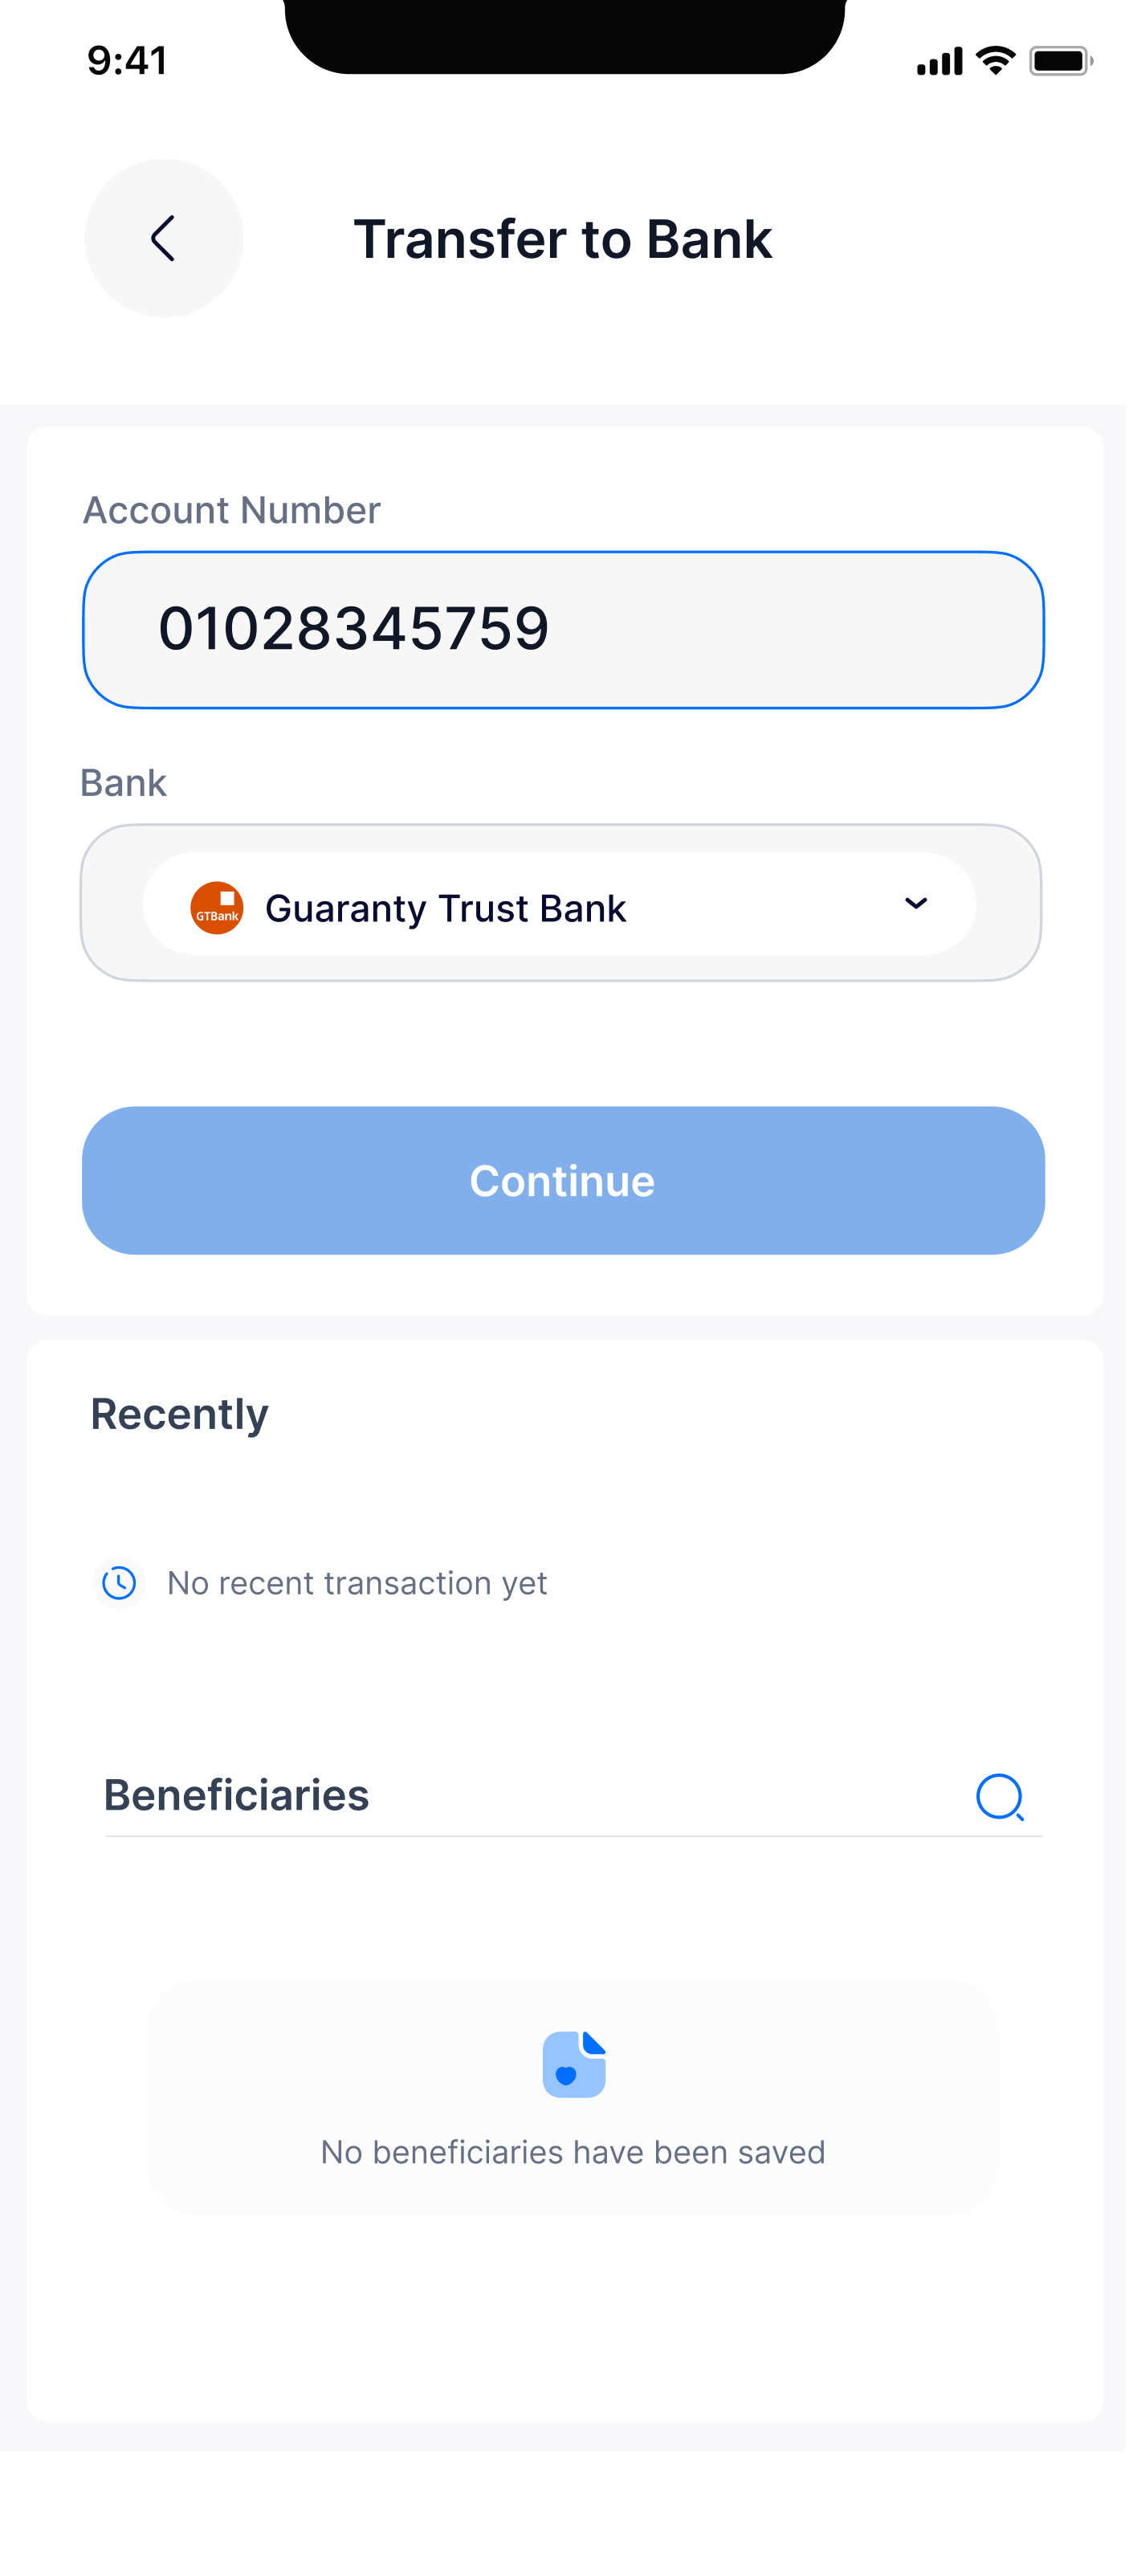 9:41
Transfer to Bank
Account Number
01028345759
Bank
GTBank
Guaranty Trust Bank
Continue
Recently
No recent transaction yet
Beneficiaries
No beneficiaries have been saved